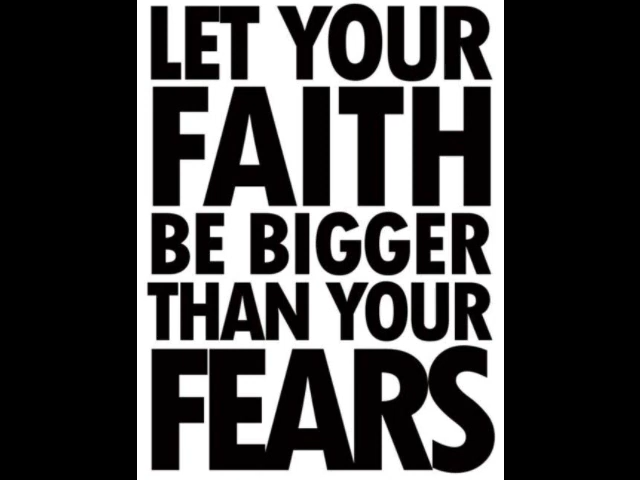 LET YOUR
FAITH
BE BIGGER
THAN YOUR
FEARS